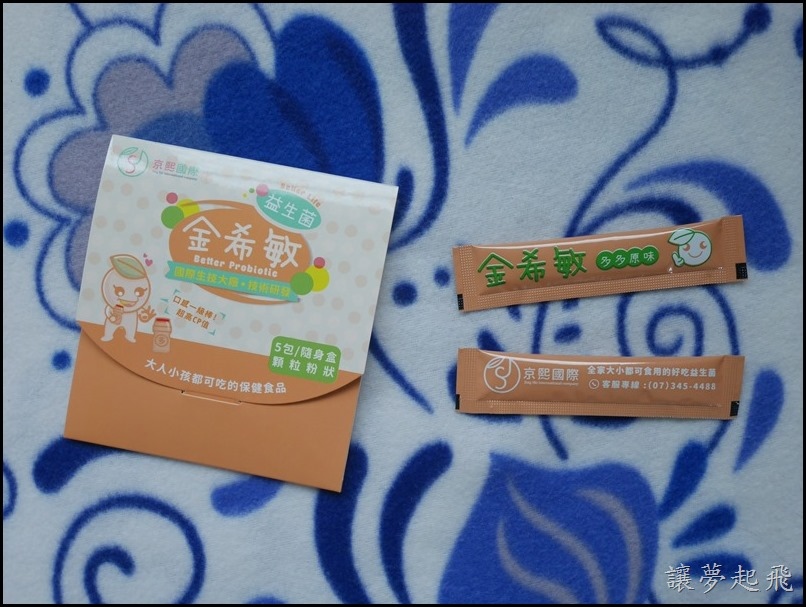 京熙國際
Better Life
益生菌
金希敏
Better Probiotic
國際生技大廠・技術研發
口感一級棒!
超高CP值
5包/隨身盒
顆粒粉狀
大人小孩都可吃的保健食品
金希敏 多多原味
京熙國際
全家大小都可食用的好吃益生菌
客服專線:(07)345-4488
讓夢起飛